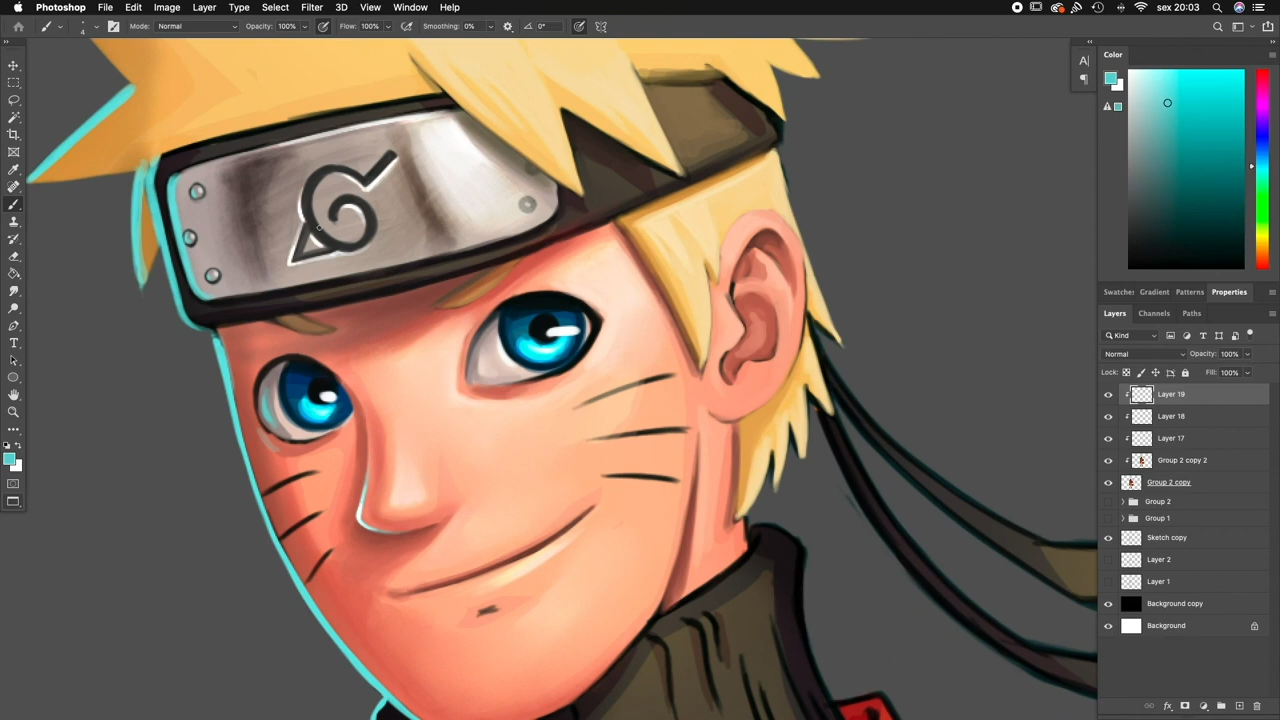 Photoshop File Edit Image Layer Type Select Filter 3D View Window Help sex 20:03
4 Mode: Normal Opacity: 100% Flow: 100% Smoothing: 0% 0°
Color
Swatches Gradient Patterns Properties
Layers Channels Paths
Kind
Normal Opacity: 100%
Lock: Fill: 100%
Layer 19
Layer 18
Layer 17
Group 2 copy 2
Group 2 copy
Group 2
Group 1
Sketch copy
Layer 2
Layer 1
Background copy
Background